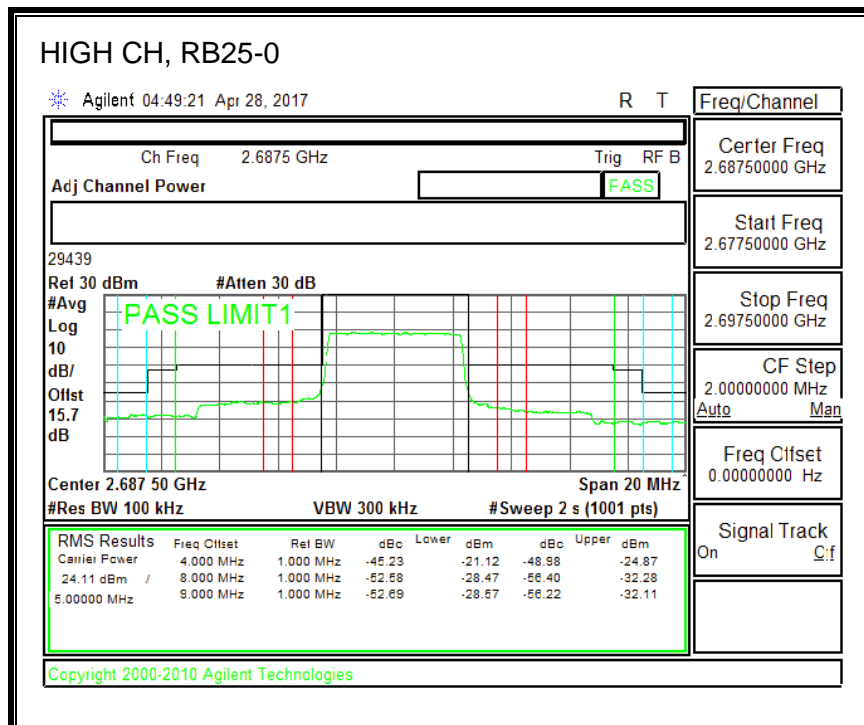 HIGH CH, RB25-0
Agilent 04:49:21 Apr 28, 2017 R T
Freq/Channel
Ch Freq 2.6875 GHz Trig RF B
Adj Channel Power PASS
Center Freq
2.68750000 GHz
Start Freq
2.67750000 GHz
29439
Ref 30 dBm #Atten 30 dB
#Avg
Log
10
dB/
Offst
15.7
dB
PASS LIMIT1
Stop Freq
2.69750000 GHz
CF Step
2.00000000 MHz
Auto Man
Freq Offset
0.00000000 Hz
Center 2.687 50 GHz Span 20 MHz^
#Res BW 100 kHz VBW 300 kHz #Sweep 2 s (1001 pts)
Signal Track
On Off
RMS Results Freq Offset Ref BW dBc Lower dBm dBc Upper dBm
Carrier Power 4.000 MHz 1.000 MHz -45.23 -21.12 -48.98 -24.87
24.11 dBm / 8.000 MHz 1.000 MHz -52.58 -28.47 -56.40 -32.28
5.00000 MHz 9.000 MHz 1.000 MHz -52.69 -28.57 -56.22 -32.11
Copyright 2000-2010 Agilent Technologies